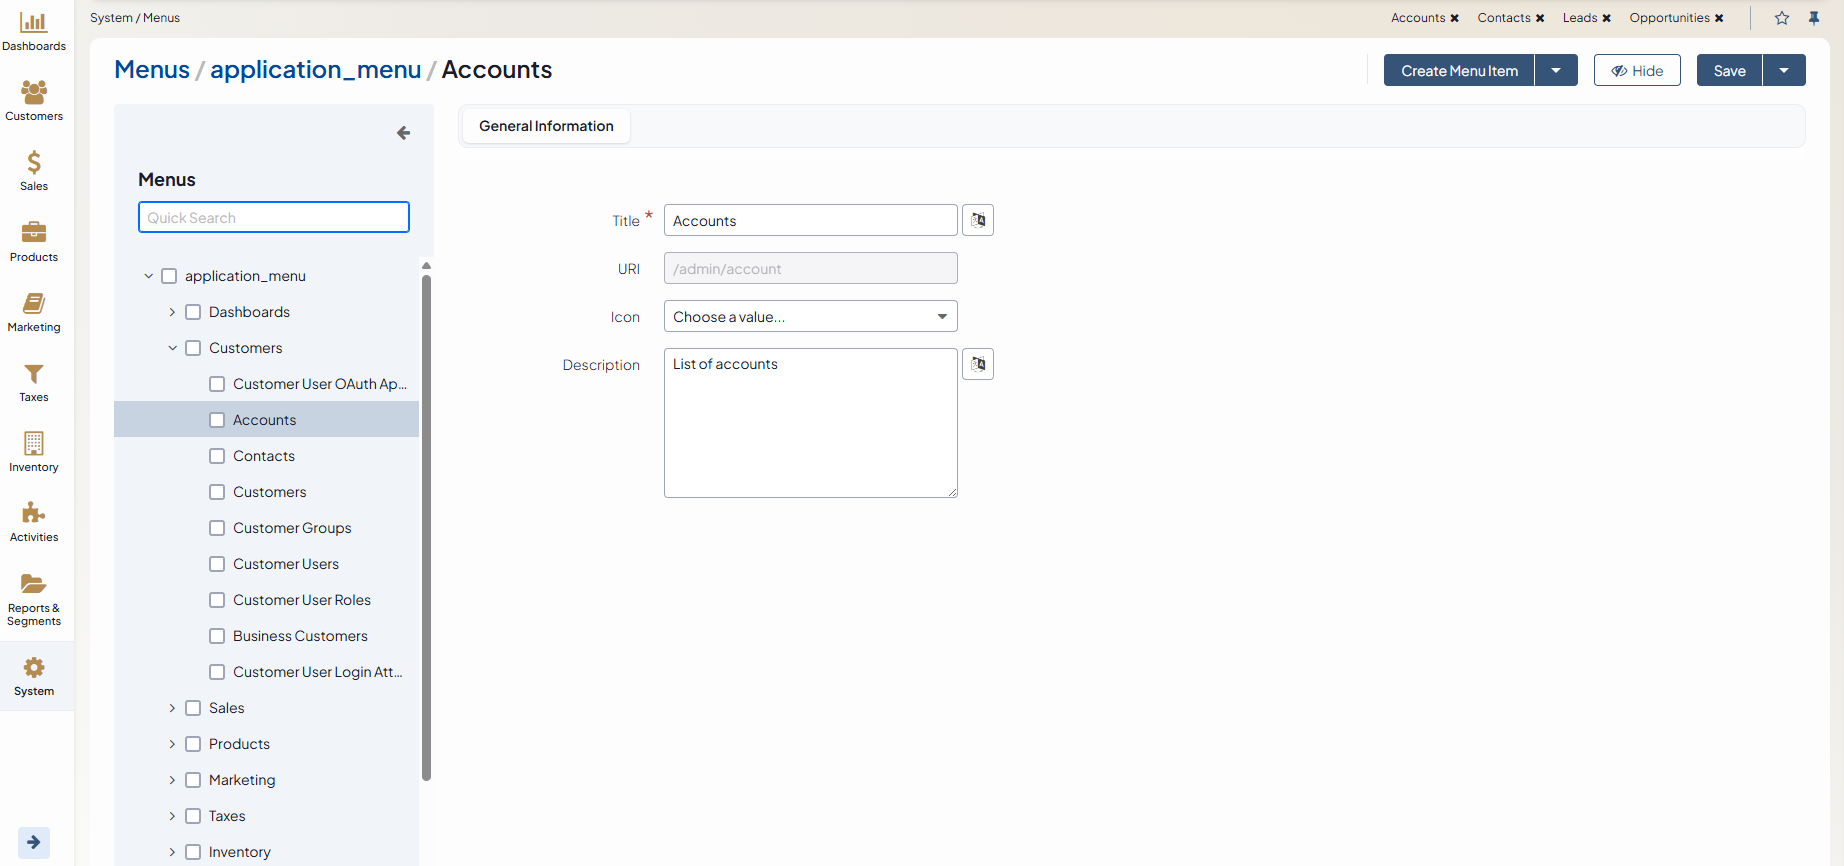 Dashboards
Customers
Sales
Products
Marketing
Taxes
Inventory
Activities
Reports &
Segments
System
System / Menus
Accounts ✖ Contacts ✖ Leads ✖ Opportunities ✖
Menus / application_menu / Accounts
Create Menu Item
Hide
Save
Menus
Quick Search
application_menu
Dashboards
Customers
Customer User OAuth Ap...
Accounts
Contacts
Customers
Customer Groups
Customer Users
Customer User Roles
Business Customers
Customer User Login Att...
Sales
Products
Marketing
Taxes
Inventory
General Information
Title * Accounts
URI /admin/account
Icon Choose a value...
Description List of accounts